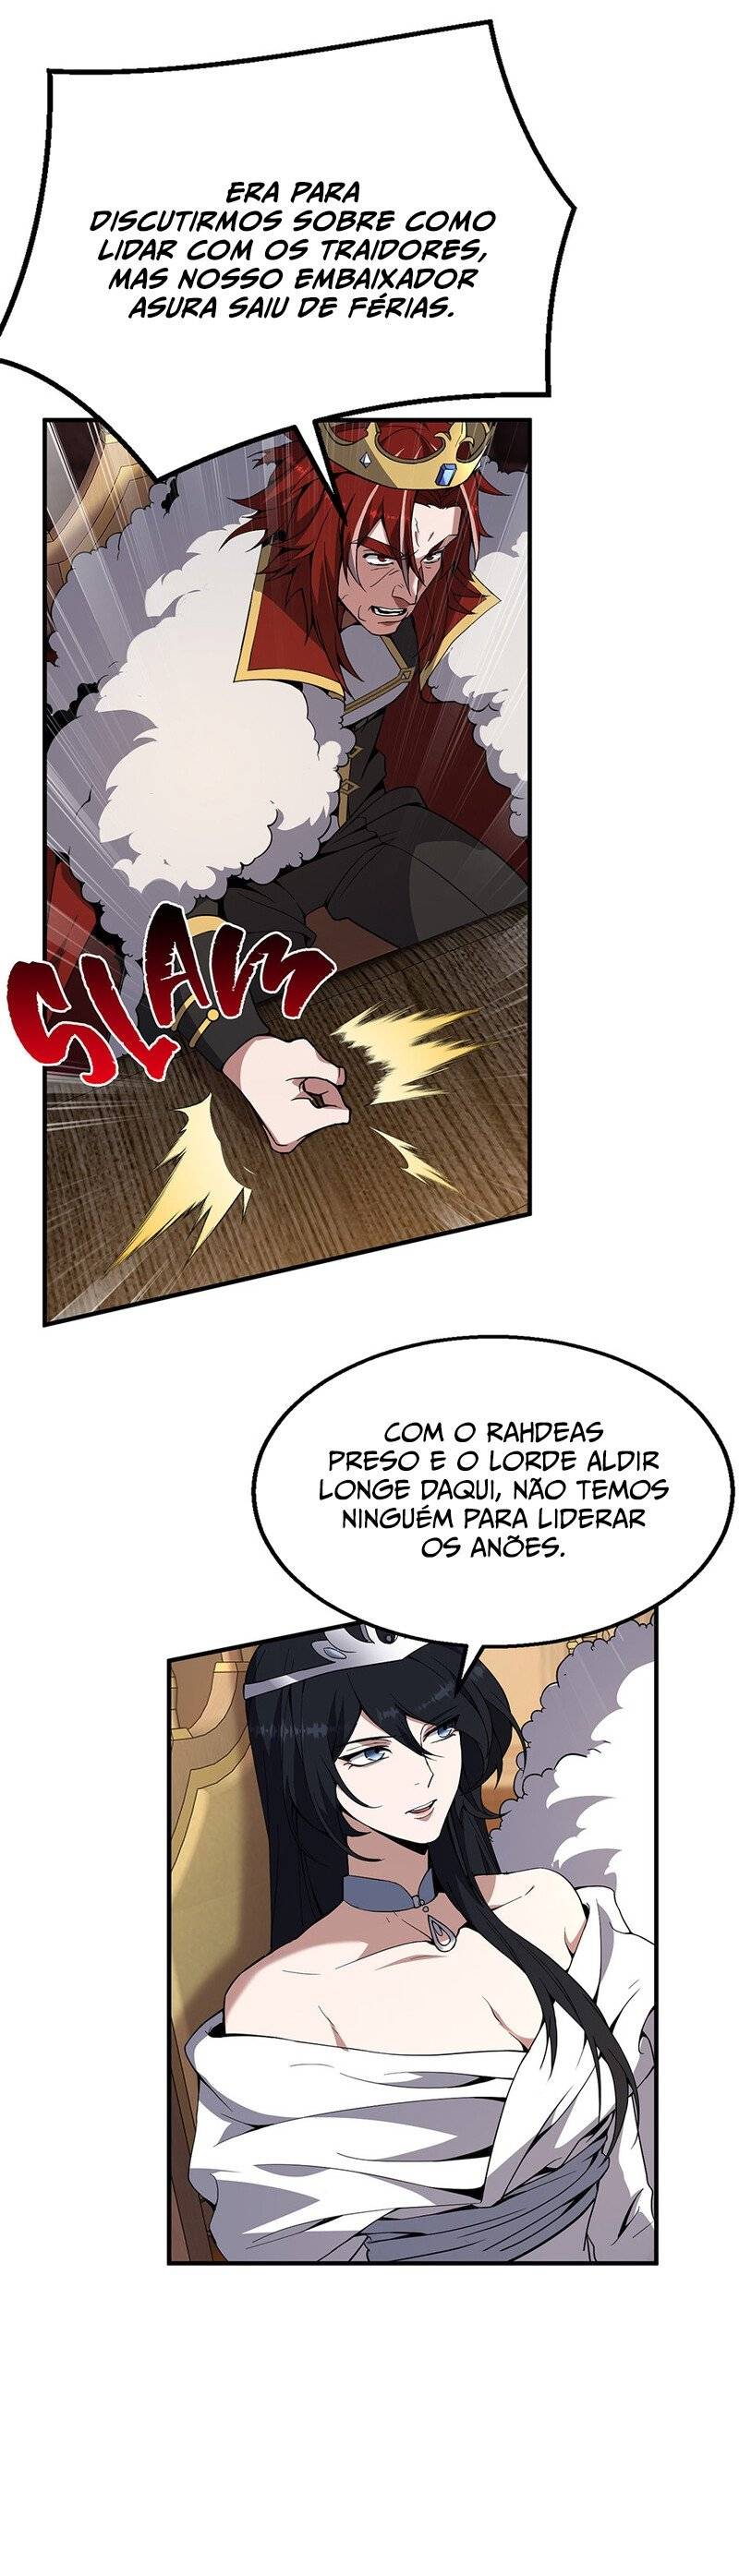 ERA PARA
DISCUTIRMOS SOBRE COMO
LIDAR COM OS TRAIDORES,
MAS NOSSO EMBAIXADOR
ASURA SAIU DE FÉRIAS.
SLAM
COM O RAHDEAS
PRESO E O LORDE ALDIR
LONGE DAQUI, NÃO TEMOS
NINGUÉM PARA LIDERAR
OS ANÕES.